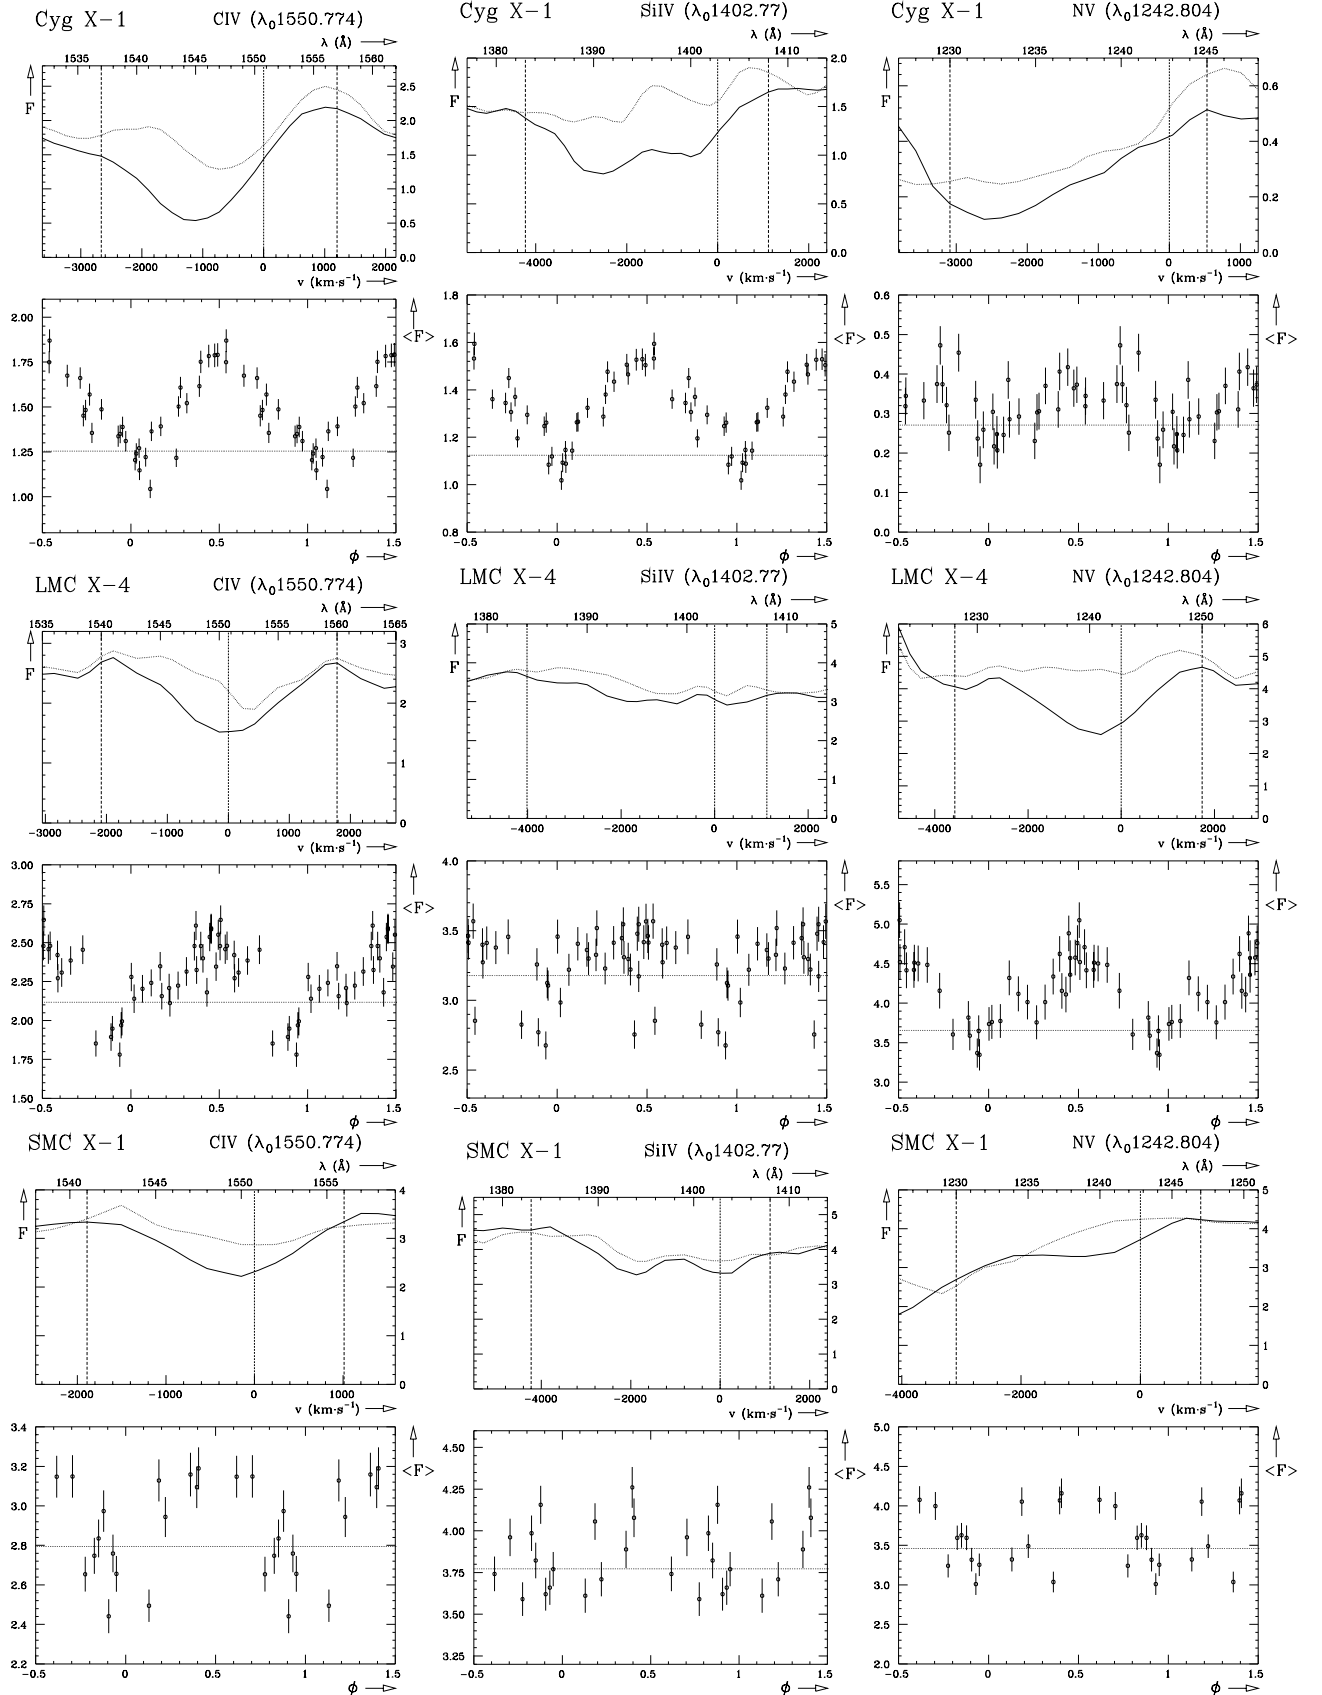 Cyg X-1 CIV (λ₀1550.774)
λ (Å)
1535 1540 1545 1550 1555 1560
F
2.5
2.0
1.5
1.0
0.5
0.0
-3000 -2000 -1000 0 1000 2000
v (km·s⁻¹)
<F>
2.00
1.75
1.50
1.25
1.00
-0.5 0 0.5 1 1.5
ϕ
Cyg X-1 SiIV (λ₀1402.77)
λ (Å)
1380 1390 1400 1410
F
2.0
1.5
1.0
0.5
0.0
-4000 -2000 0 2000
v (km·s⁻¹)
<F>
1.8
1.6
1.4
1.2
1.0
0.8
-0.5 0 0.5 1 1.5
ϕ
Cyg X-1 NV (λ₀1242.804)
λ (Å)
1230 1235 1240 1245
F
0.6
0.4
0.2
0.0
-3000 -2000 -1000 0 1000
v (km·s⁻¹)
<F>
0.6
0.5
0.4
0.3
0.2
0.1
0.0
-0.5 0 0.5 1 1.5
ϕ
LMC X-4 CIV (λ₀1550.774)
λ (Å)
1535 1540 1545 1550 1555 1560 1565
F
3
2
1
0
-3000 -2000 -1000 0 1000 2000
v (km·s⁻¹)
<F>
3.00
2.75
2.50
2.25
2.00
1.75
1.50
-0.5 0 0.5 1 1.5
ϕ
LMC X-4 SiIV (λ₀1402.77)
λ (Å)
1380 1390 1400 1410
F
5
4
3
2
1
0
-4000 -2000 0 2000
v (km·s⁻¹)
<F>
4.0
3.5
3.0
2.5
-0.5 0 0.5 1 1.5
ϕ
LMC X-4 NV (λ₀1242.804)
λ (Å)
1230 1240 1250
F
6
5
4
3
2
1
0
-4000 -2000 0 2000
v (km·s⁻¹)
<F>
5.5
5.0
4.5
4.0
3.5
3.0
-0.5 0 0.5 1 1.5
ϕ
SMC X-1 CIV (λ₀1550.774)
λ (Å)
1540 1545 1550 1555
F
4
3
2
1
0
-2000 -1000 0 1000
v (km·s⁻¹)
<F>
3.4
3.2
3.0
2.8
2.6
2.4
2.2
-0.5 0 0.5 1 1.5
ϕ
SMC X-1 SiIV (λ₀1402.77)
λ (Å)
1380 1390 1400 1410
F
5
4
3
2
1
0
-4000 -2000 0 2000
v (km·s⁻¹)
<F>
4.50
4.25
4.00
3.75
3.50
3.25
-0.5 0 0.5 1 1.5
ϕ
SMC X-1 NV (λ₀1242.804)
λ (Å)
1230 1235 1240 1245 1250
F
5
4
3
2
1
0
-4000 -2000 0
v (km·s⁻¹)
<F>
5.0
4.5
4.0
3.5
3.0
2.5
2.0
-0.5 0 0.5 1 1.5
ϕ